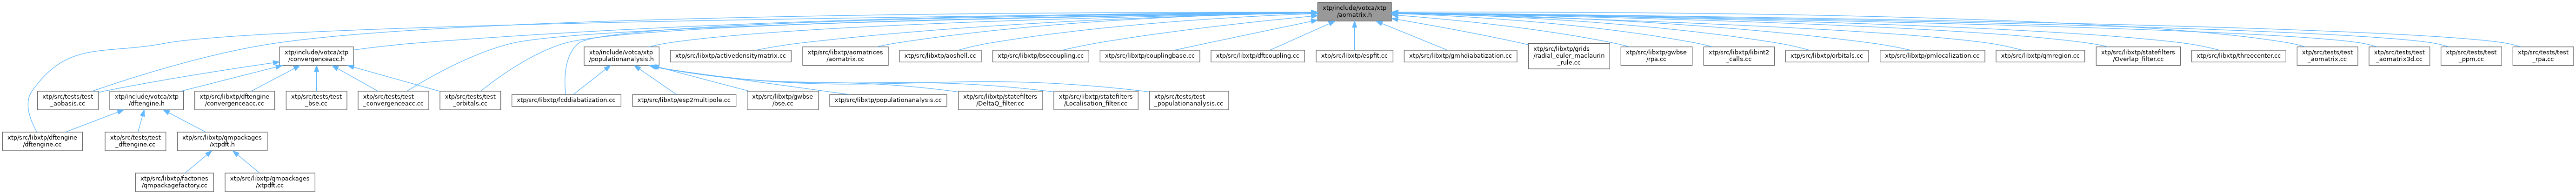 xtp/include/votca/xtp
/aomatrix.h
xtp/include/votca/xtp
/convergenceacc.h
xtp/include/votca/xtp
/populationanalysis.h
xtp/src/libxtp/activedensitymatrix.cc
xtp/src/libxtp/aomatrices
/aomatrix.cc
xtp/src/libxtp/aoshell.cc
xtp/src/libxtp/bsecoupling.cc
xtp/src/libxtp/couplingbase.cc
xtp/src/libxtp/dftcoupling.cc
xtp/src/libxtp/espfit.cc
xtp/src/libxtp/gmhdiabatization.cc
xtp/src/libxtp/grids
/radial_euler_maclaurin
_rule.cc
xtp/src/libxtp/gwbse
/rpa.cc
xtp/src/libxtp/libint2
_calls.cc
xtp/src/libxtp/orbitals.cc
xtp/src/libxtp/pmlocalization.cc
xtp/src/libxtp/qmregion.cc
xtp/src/libxtp/statefilters
/Overlap_filter.cc
xtp/src/libxtp/threecenter.cc
xtp/src/tests/test
_aomatrix.cc
xtp/src/tests/test
_aomatrix3d.cc
xtp/src/tests/test
_ppm.cc
xtp/src/tests/test
_rpa.cc
xtp/src/tests/test
_aobasis.cc
xtp/include/votca/xtp
/dftengine.h
xtp/src/libxtp/dftengine
/convergenceacc.cc
xtp/src/tests/test
_bse.cc
xtp/src/tests/test
_convergenceacc.cc
xtp/src/tests/test
_orbitals.cc
xtp/src/libxtp/fcddiabatization.cc
xtp/src/libxtp/esp2multipole.cc
xtp/src/libxtp/gwbse
/bse.cc
xtp/src/libxtp/populationanalysis.cc
xtp/src/libxtp/statefilters
/DeltaQ_filter.cc
xtp/src/libxtp/statefilters
/Localisation_filter.cc
xtp/src/tests/test
_populationanalysis.cc
xtp/src/libxtp/dftengine
/dftengine.cc
xtp/src/tests/test
_dftengine.cc
xtp/src/libxtp/qmpackages
/xtpdft.h
xtp/src/libxtp/factories
/qmpackagefactory.cc
xtp/src/libxtp/qmpackages
/xtpdft.cc